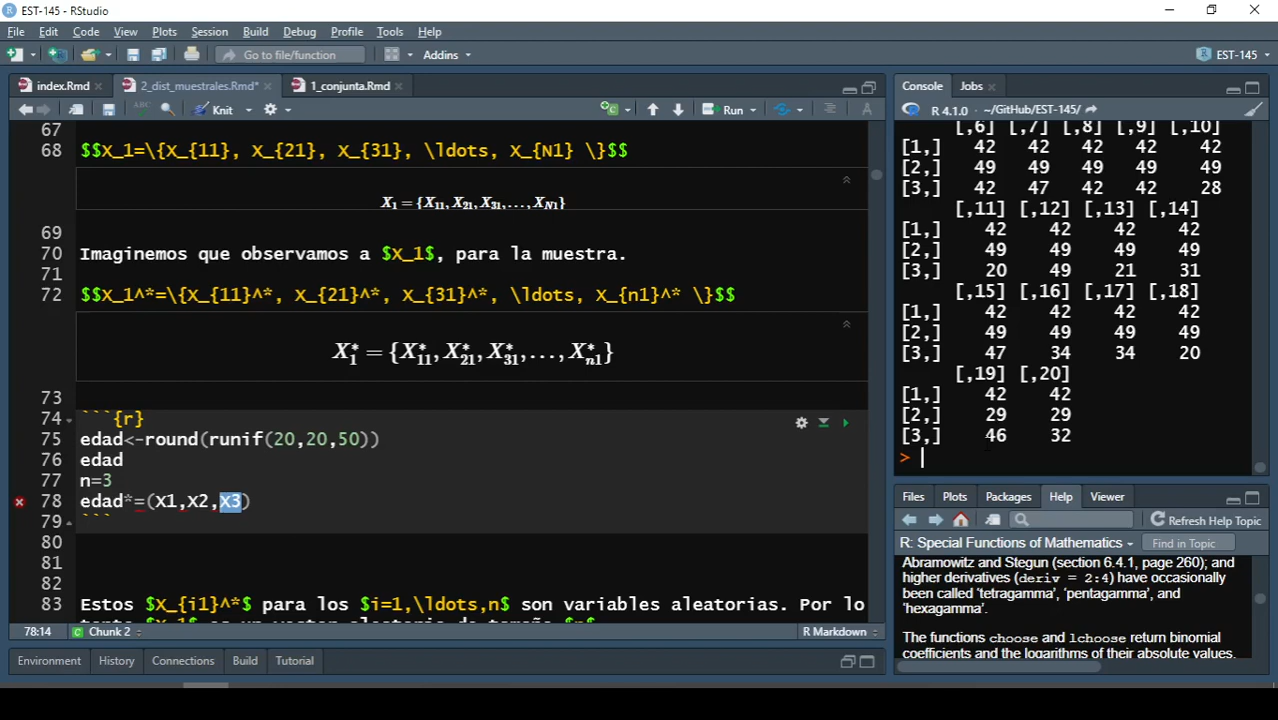 EST-145 - RStudio
File Edit Code View Plots Session Build Debug Profile Tools Help
Go to file/function Addins EST-145
index.Rmd 2_dist_muestrales.Rmd* 1_conjunta.Rmd
ABC Knit Run
67
68 $$X_1=\{X_{11}, X_{21}, X_{31}, \ldots, X_{N1} \}$$
X₁ = {X₁₁, X₂₁, X₃₁, . . . , X_N1}
69
70 Imaginemos que observamos a $X_1$, para la muestra.
71
72 $$X_1^*=\{X_{11}^*, X_{21}^*, X_{31}^*, \ldots, X_{n1}^* \}$$
X₁* = {X₁₁*, X₂₁*, X₃₁*, . . . , X_n1*}
73
74 ```{r}
75 edad<-round(runif(20,20,50))
76 edad
77 n=3
78 edad*=(X1,X2,X3)
79 ```
80
81
82
83 Estos $X_{i1}^*$ para los $i=1,\ldots,n$ son variables aleatorias. Por lo
78:14 Chunk 2 R Markdown
Environment History Connections Build Tutorial
Console Jobs
R 4.1.0 · ~/GitHub/EST-145/
[,6] [,7] [,8] [,9] [,10]
[1,] 42 42 42 42 42
[2,] 49 49 49 49 49
[3,] 42 47 42 42 28
[,11] [,12] [,13] [,14]
[1,] 42 42 42 42
[2,] 49 49 49 49
[3,] 20 49 21 31
[,15] [,16] [,17] [,18]
[1,] 42 42 42 42
[2,] 49 49 49 49
[3,] 47 34 34 20
[,19] [,20]
[1,] 42 42
[2,] 29 29
[3,] 46 32
>
Files Plots Packages Help Viewer
Refresh Help Topic
R: Special Functions of Mathematics Find in Topic
Abramowitz and Stegun (section 6.4.1, page 260); and
higher derivatives (deriv = 2:4) have occasionally
been called ‘tetragamma’, ‘pentagamma’, and
‘hexagamma’.
The functions choose and lchoose return binomial
coefficients and the logarithms of their absolute values.